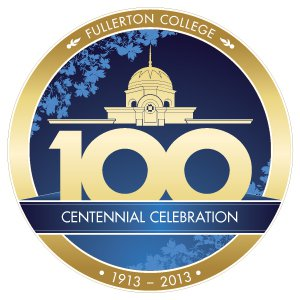 FULLERTON COLLEGE
100
CENTENNIAL CELEBRATION
• 1913 – 2013 •